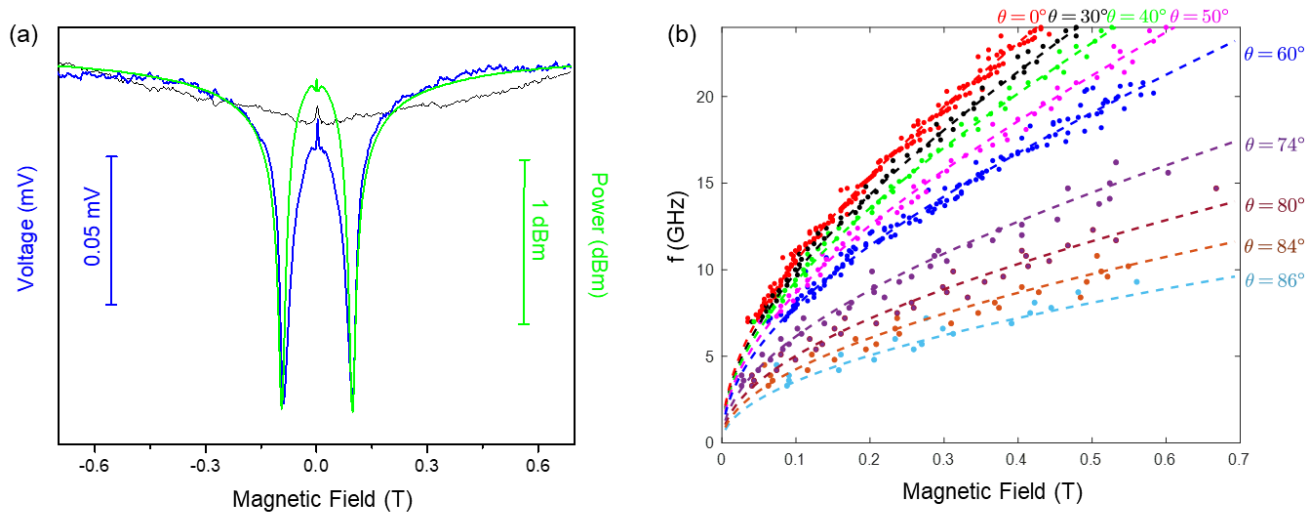 (a)
Voltage (mV)
0.05 mV
1 dBm
Power (dBm)
-0.6
-0.3
0.0
0.3
0.6
Magnetic Field (T)
(b)
θ = 0° θ = 30° θ = 40° θ = 50°
θ = 60°
θ = 74°
θ = 80°
θ = 84°
θ = 86°
f (GHz)
20
15
10
5
0
0 0.1 0.2 0.3 0.4 0.5 0.6 0.7
Magnetic Field (T)